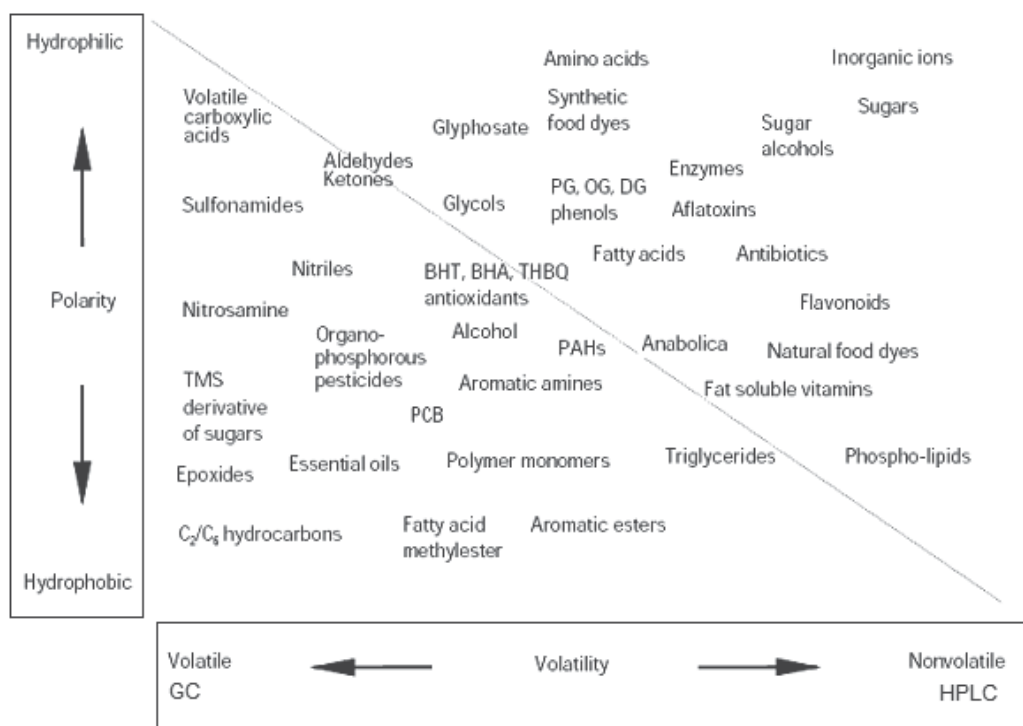 Hydrophilic
Polarity
Hydrophobic
Amino acids
Inorganic ions
Volatile
carboxylic
acids
Synthetic
food dyes
Sugars
Glyphosate
Sugar
alcohols
Aldehydes
Ketones
Enzymes
Sulfonamides
Glycols
PG, OG, DG
phenols
Aflatoxins
Fatty acids
Antibiotics
Nitriles
BHT, BHA, THBQ
antioxidants
Nitrosamine
Flavonoids
Organo-
phosphorous
pesticides
Alcohol
PAHs
Anabolica
Natural food dyes
TMS
derivative
of sugars
Aromatic amines
Fat soluble vitamins
PCB
Epoxides
Essential oils
Polymer monomers
Triglycerides
Phospho-lipids
C₂/C₆ hydrocarbons
Fatty acid
methylester
Aromatic esters
Volatile
GC
Volatility
Nonvolatile
HPLC